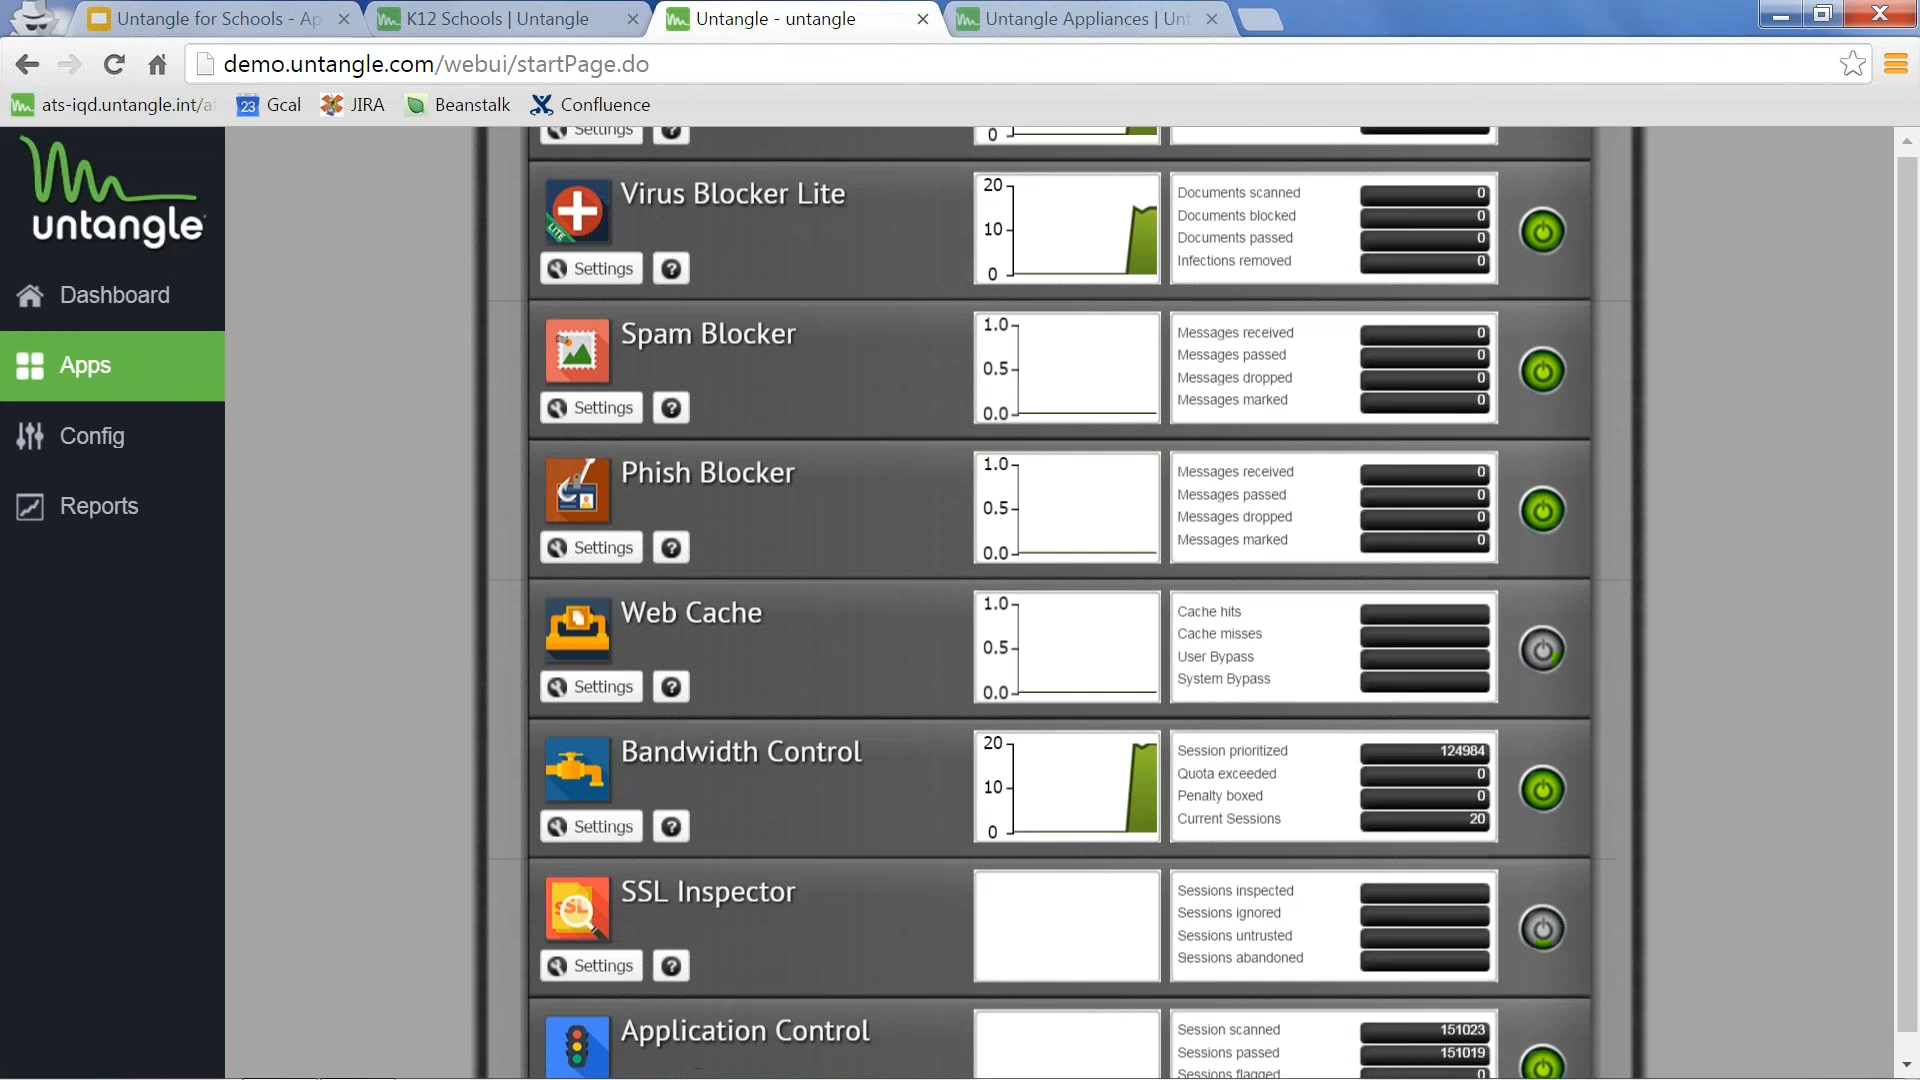 Untangle for Schools - Ap
K12 Schools | Untangle
Untangle - untangle
Untangle Appliances | Unt
demo.untangle.com/webui/startPage.do
ats-iqd.untangle.int/at
23 Gcal
JIRA
Beanstalk
Confluence
untangle
Dashboard
Apps
Config
Reports
Settings
0
Virus Blocker Lite
LITE
Settings
20
10
0
Documents scanned 0
Documents blocked 0
Documents passed 0
Infections removed 0
Spam Blocker
Settings
1.0
0.5
0.0
Messages received 0
Messages passed 0
Messages dropped 0
Messages marked 0
Phish Blocker
Settings
1.0
0.5
0.0
Messages received 0
Messages passed 0
Messages dropped 0
Messages marked 0
Web Cache
Settings
1.0
0.5
0.0
Cache hits
Cache misses
User Bypass
System Bypass
Bandwidth Control
Settings
20
10
0
Session prioritized 124984
Quota exceeded 0
Penalty boxed 0
Current Sessions 20
SSL Inspector
SSL
Settings
Sessions inspected
Sessions ignored
Sessions untrusted
Sessions abandoned
Application Control
Session scanned 151023
Sessions passed 151019
Sessions flagged 0